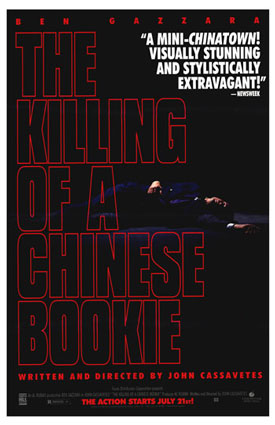 BEN GAZZARA
"A MINI-CHINATOWN!
VISUALLY STUNNING
AND STYLISTICALLY
EXTRAVAGANT!"
—NEWSWEEK
THE
KILLING
OF A
CHINESE
BOOKIE
WRITTEN AND DIRECTED BY JOHN CASSAVETES
THE ACTION STARTS JULY 21st!